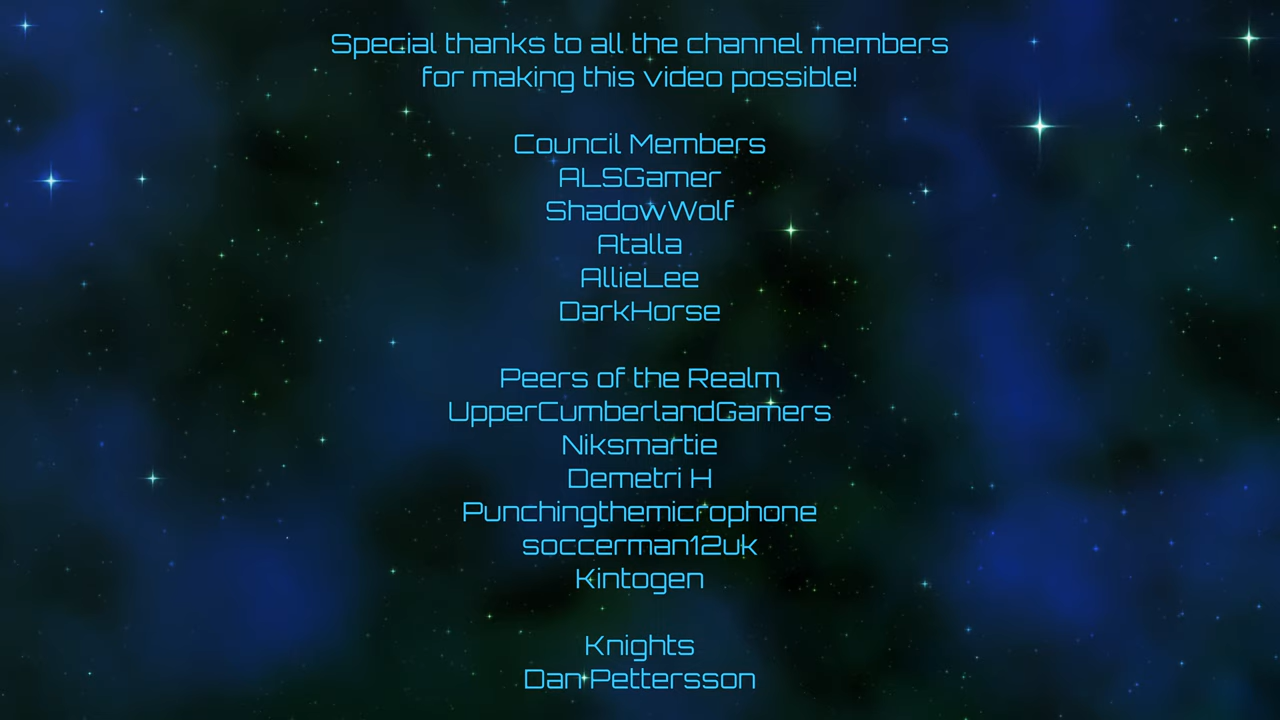 Special thanks to all the channel members
for making this video possible!
Council Members
ALSGamer
ShadowWolf
Atalla
AllieLee
DarkHorse
Peers of the Realm
UpperCumberlandGamers
Niksmartie
Demetri H
Punchingthemicrophone
soccerman12uk
Kintogen
Knights
Dan Pettersson